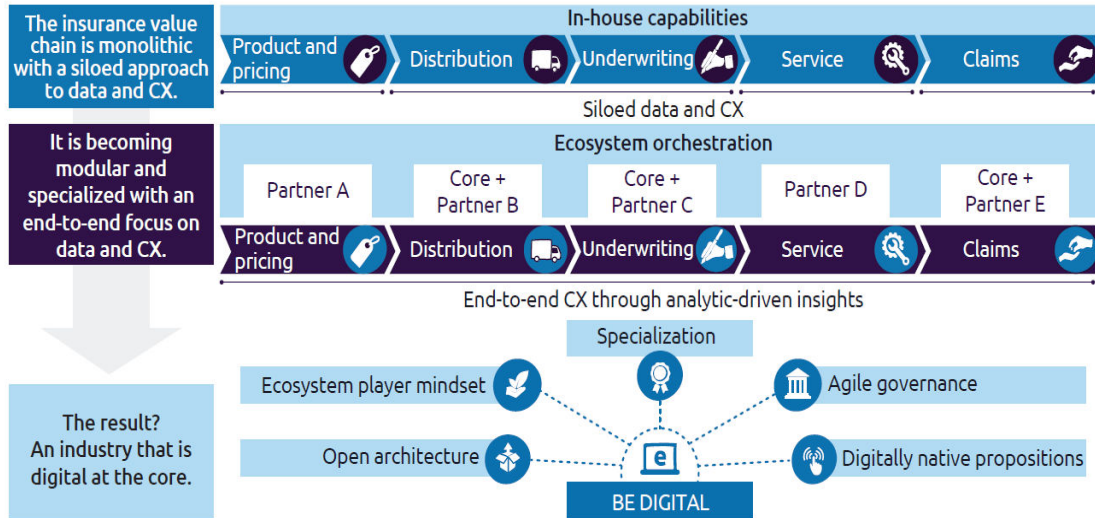 The insurance value
chain is monolithic
with a siloed approach
to data and CX.
In-house capabilities
Product and
pricing
Distribution
Underwriting
Service
Claims
Siloed data and CX
It is becoming
modular and
specialized with an
end-to-end focus on
data and CX.
Ecosystem orchestration
Partner A
Core +
Partner B
Core +
Partner C
Partner D
Core +
Partner E
Product and
pricing
Distribution
Underwriting
Service
Claims
End-to-end CX through analytic-driven insights
The result?
An industry that is
digital at the core.
Specialization
Ecosystem player mindset
Agile governance
Open architecture
e
Digitally native propositions
BE DIGITAL